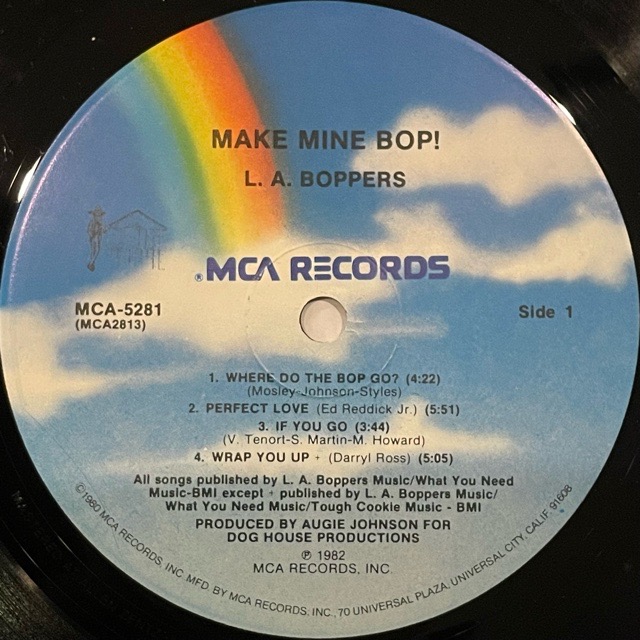 MAKE MINE BOP!
L. A. BOPPERS
®MCA RECORDS
MCA-5281
(MCA2813)
Side 1
1. WHERE DO THE BOP GO? (4:22)
(Mosley-Johnson-Styles)
2. PERFECT LOVE (Ed Reddick Jr.) (5:51)
3. IF YOU GO (3:44)
(V. Tenort-S. Martin-M. Howard)
4. WRAP YOU UP + (Darryl Ross) (5:05)
All songs published by L. A. Boppers Music/What You Need
Music-BMI except + published by L. A. Boppers Music/
What You Need Music/Tough Cookie Music - BMI
PRODUCED BY AUGIE JOHNSON FOR
DOG HOUSE PRODUCTIONS
℗ 1982
MCA RECORDS, INC.
©1980 MCA RECORDS, INC. MFD. BY MCA RECORDS, INC., 70 UNIVERSAL PLAZA, UNIVERSAL CITY, CALIF. 91608